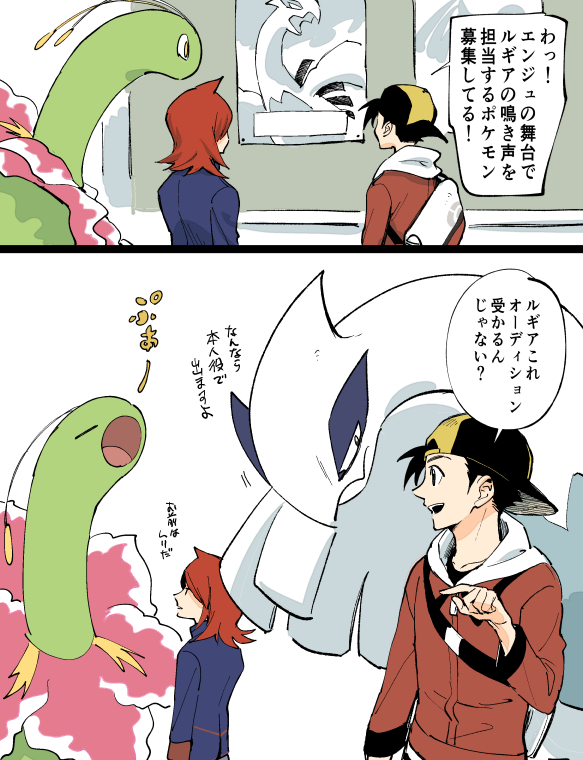 わっ！
エンジュの舞台で
ルギアの鳴き声を
担当するポケモン
募集してる！
ルギアこれ
オーディション
受かるん
じゃない？
なんなら
本人役で
出ますよ
ぷぁー
お前は
ムリだ